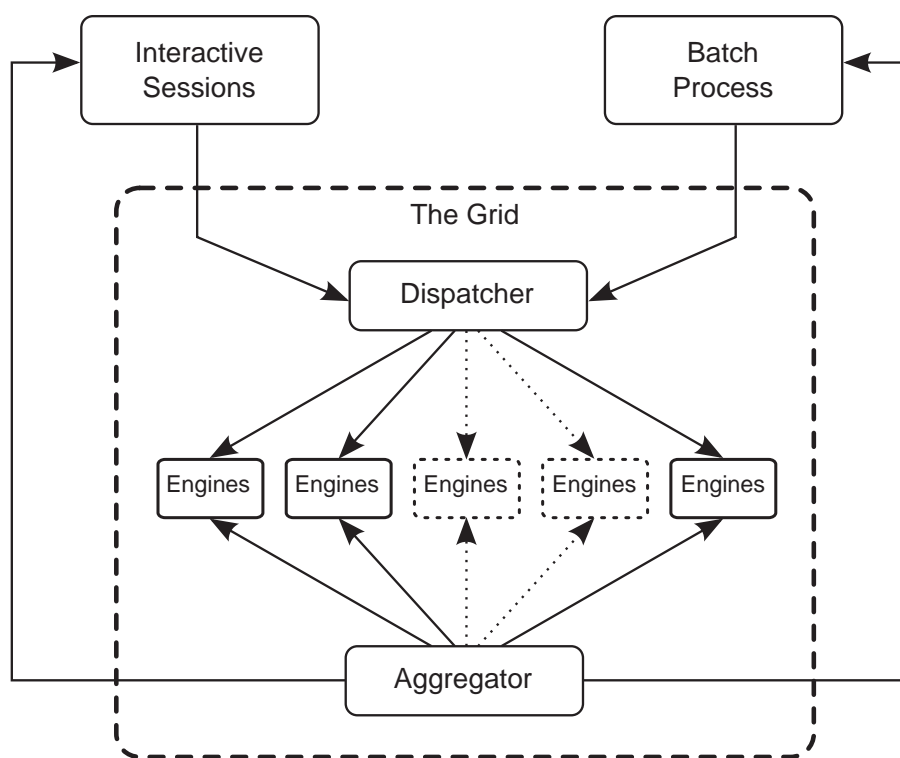 Interactive
Sessions
Batch
Process
The Grid
Dispatcher
Engines
Engines
Engines
Engines
Engines
Aggregator